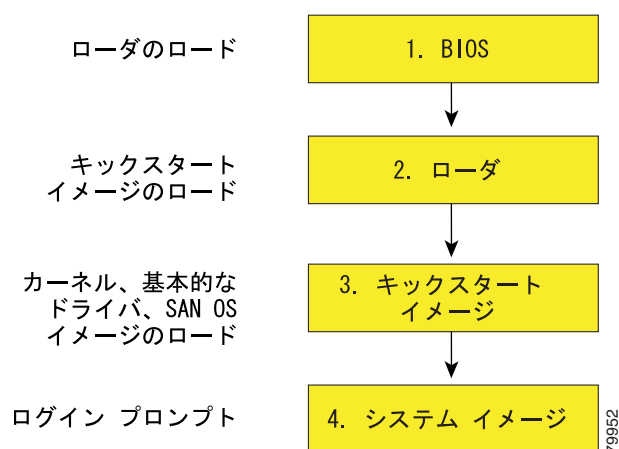 ローダのロード
1. BIOS
キックスタート
イメージのロード
2. ローダ
カーネル、基本的な
ドライバ、SAN OS
イメージのロード
3. キックスタート
イメージ
ログイン プロンプト
4. システム イメージ
79952